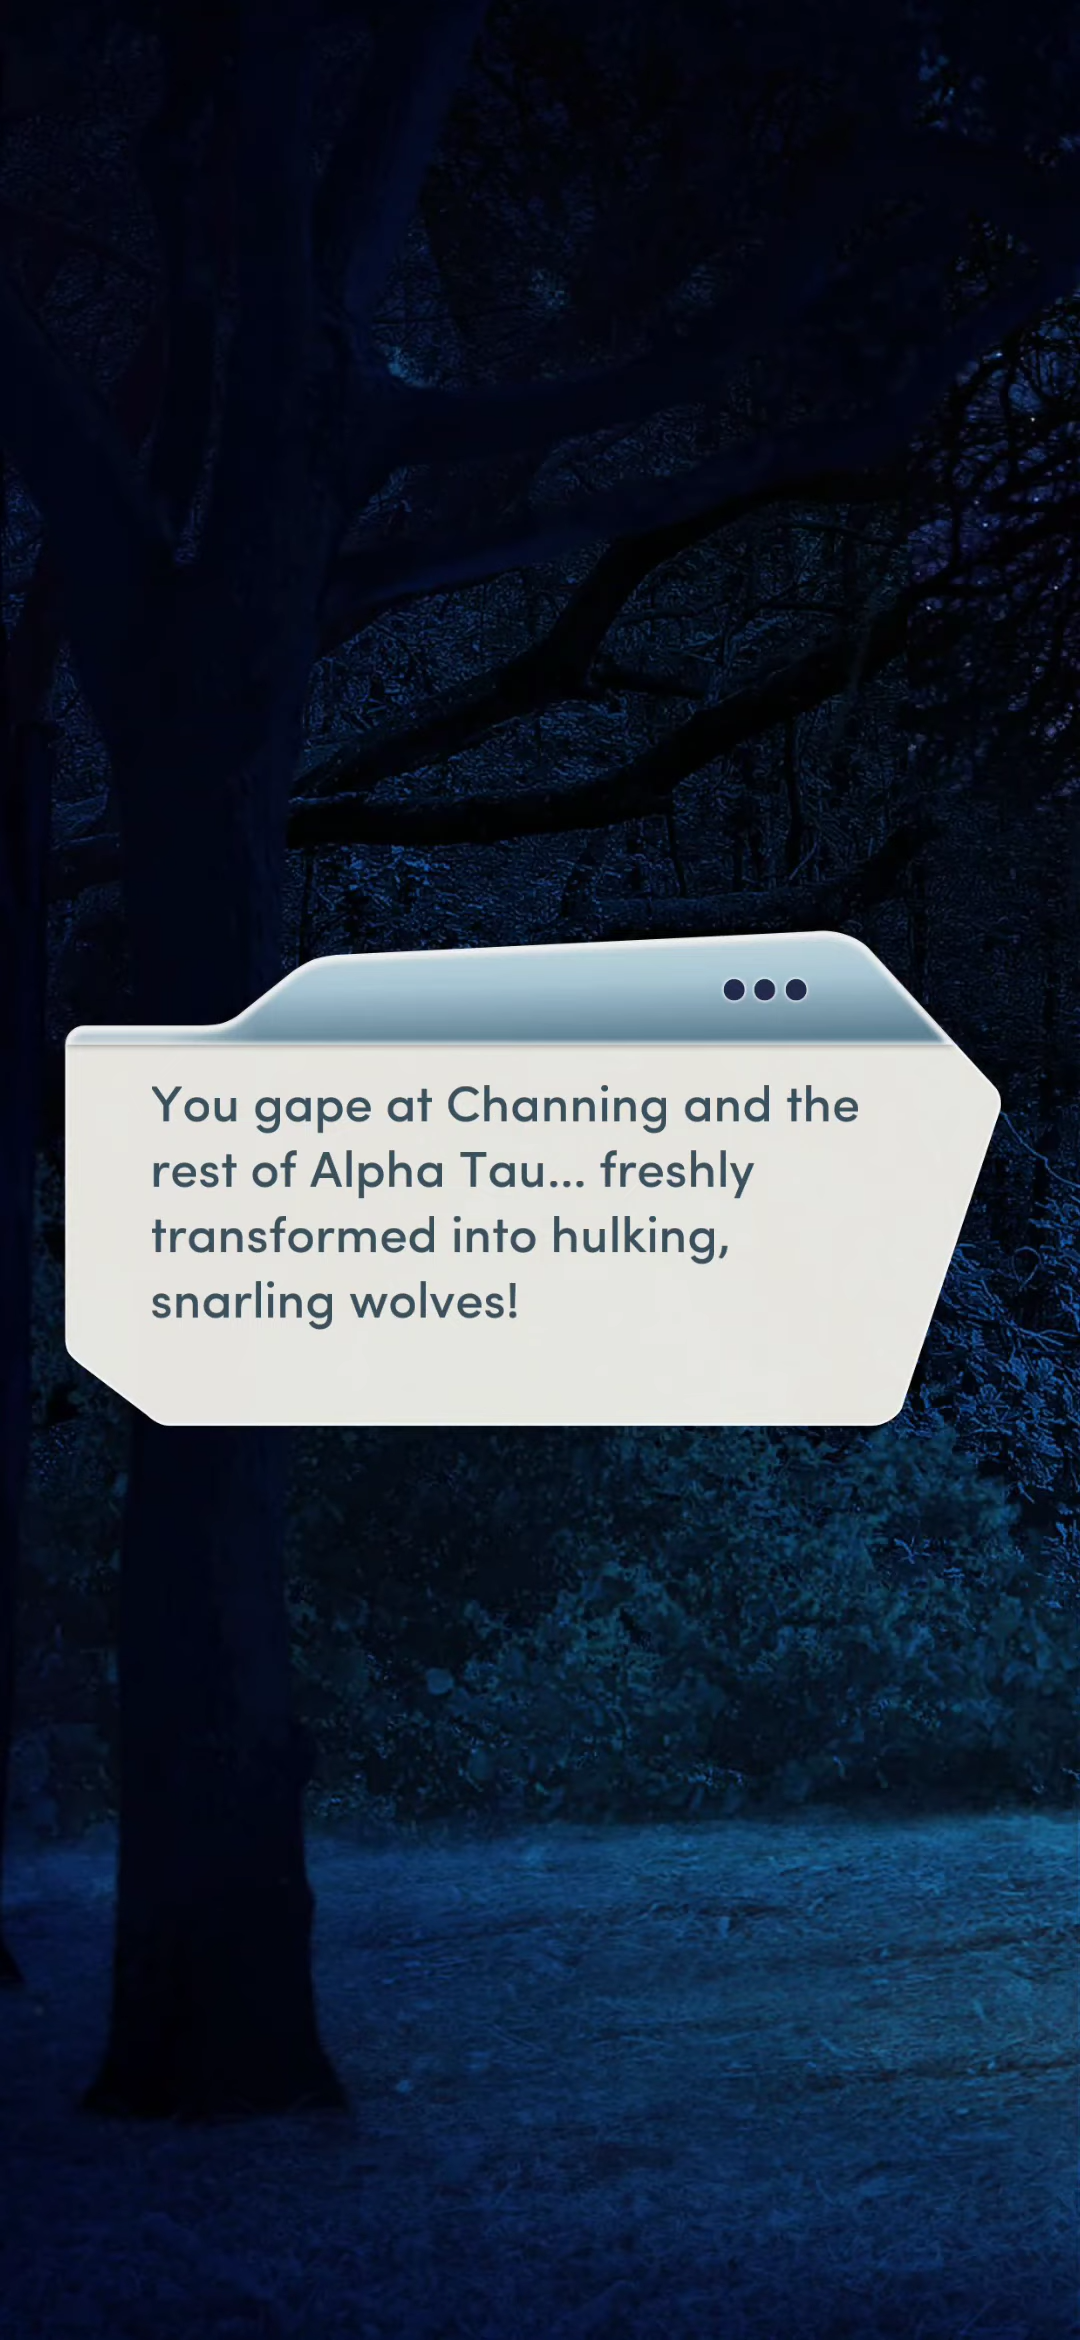 You gape at Channing and the
rest of Alpha Tau... freshly
transformed into hulking,
snarling wolves!